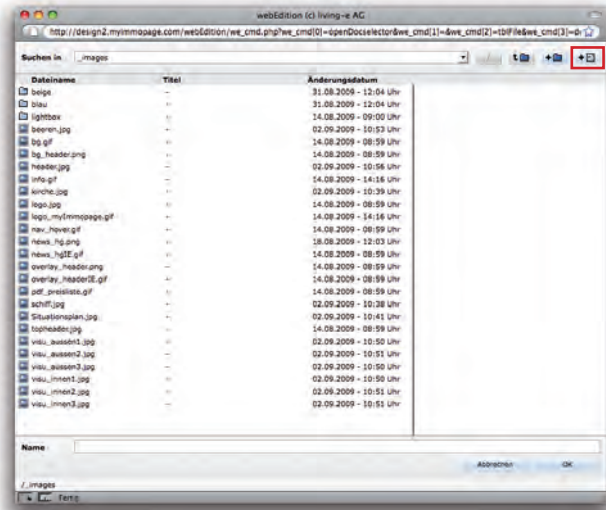 webEdition (c) living-e AG
http://design2.myimmopage.com/webEdition/we_cmd.php?we_cmd[0]=openDocselector&we_cmd[1]=&we_cmd[2]=tblFile&we_cmd[3]=
Suchen in _images
Dateiname Titel Änderungsdatum
beige -- 31.08.2009 - 12:04 Uhr
blau -- 31.08.2009 - 12:04 Uhr
lightbox -- 14.08.2009 - 09:00 Uhr
beeren.jpg -- 02.09.2009 - 10:53 Uhr
bg.gif -- 14.08.2009 - 08:59 Uhr
bg_header.png -- 14.08.2009 - 08:59 Uhr
header.jpg -- 02.09.2009 - 10:56 Uhr
info.gif -- 14.08.2009 - 14:16 Uhr
kirche.jpg -- 02.09.2009 - 10:39 Uhr
logo.jpg -- 14.08.2009 - 08:59 Uhr
logo_myImmopage.gif -- 14.08.2009 - 14:16 Uhr
nav_hover.gif -- 14.08.2009 - 08:59 Uhr
news_hg.png -- 18.08.2009 - 12:03 Uhr
news_hgIE.gif -- 14.08.2009 - 08:59 Uhr
overlay_header.png -- 14.08.2009 - 08:59 Uhr
overlay_headerIE.gif -- 14.08.2009 - 08:59 Uhr
pdf_preisliste.gif -- 14.08.2009 - 08:59 Uhr
schiff.jpg -- 02.09.2009 - 10:38 Uhr
Situationsplan.jpg -- 02.09.2009 - 10:41 Uhr
topheader.jpg -- 14.08.2009 - 08:59 Uhr
visu_aussen1.jpg -- 02.09.2009 - 10:50 Uhr
visu_aussen2.jpg -- 02.09.2009 - 10:51 Uhr
visu_aussen3.jpg -- 02.09.2009 - 10:50 Uhr
visu_innen1.jpg -- 02.09.2009 - 10:50 Uhr
visu_innen2.jpg -- 02.09.2009 - 10:51 Uhr
visu_innen3.jpg -- 02.09.2009 - 10:51 Uhr
Name
Abbrechen OK
/_images
Fertig